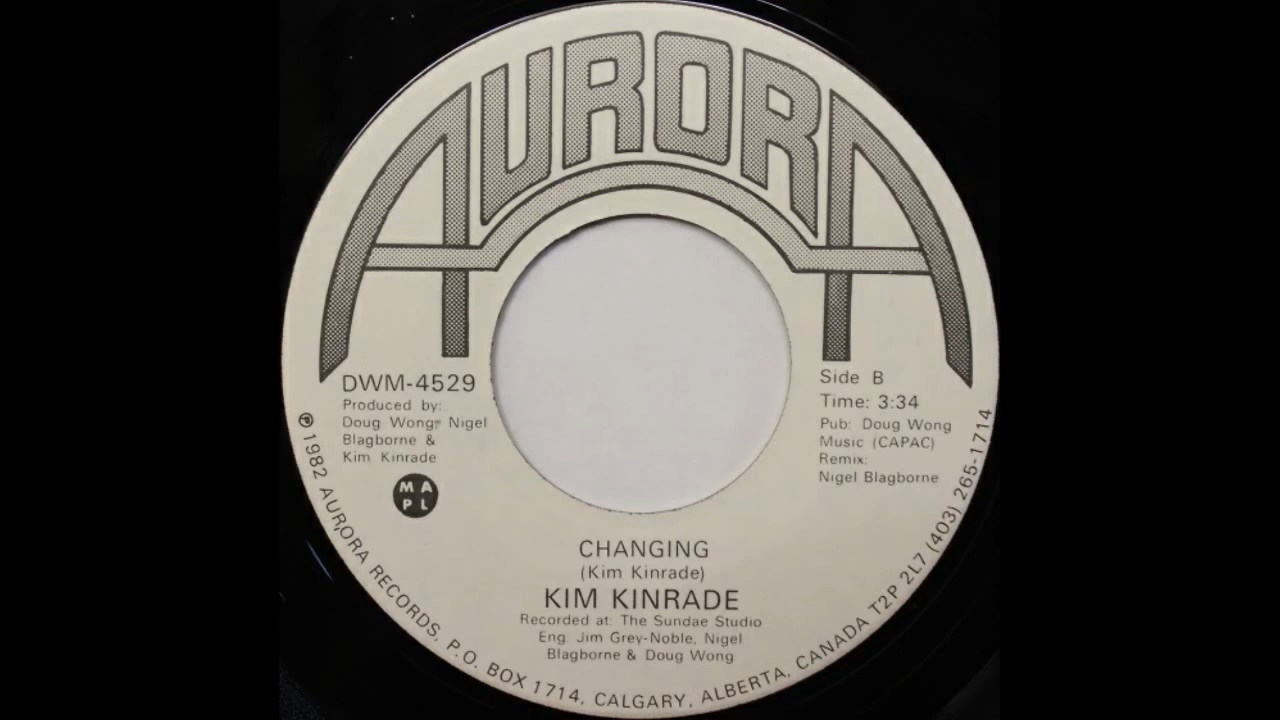 AURORA
DWM-4529
Produced by:
Doug Wong, Nigel
Blagborne &
Kim Kinrade
MA
PL
Side B
Time: 3:34
Pub: Doug Wong
Music (CAPAC)
Remix:
Nigel Blagborne
CHANGING
(Kim Kinrade)
KIM KINRADE
Recorded at: The Sundae Studio
Eng: Jim Grey-Noble, Nigel
Blagborne & Doug Wong
℗ 1982 AURORA RECORDS, P.O. BOX 1714, CALGARY, ALBERTA, CANADA T2P 2L7 (403) 265-1714